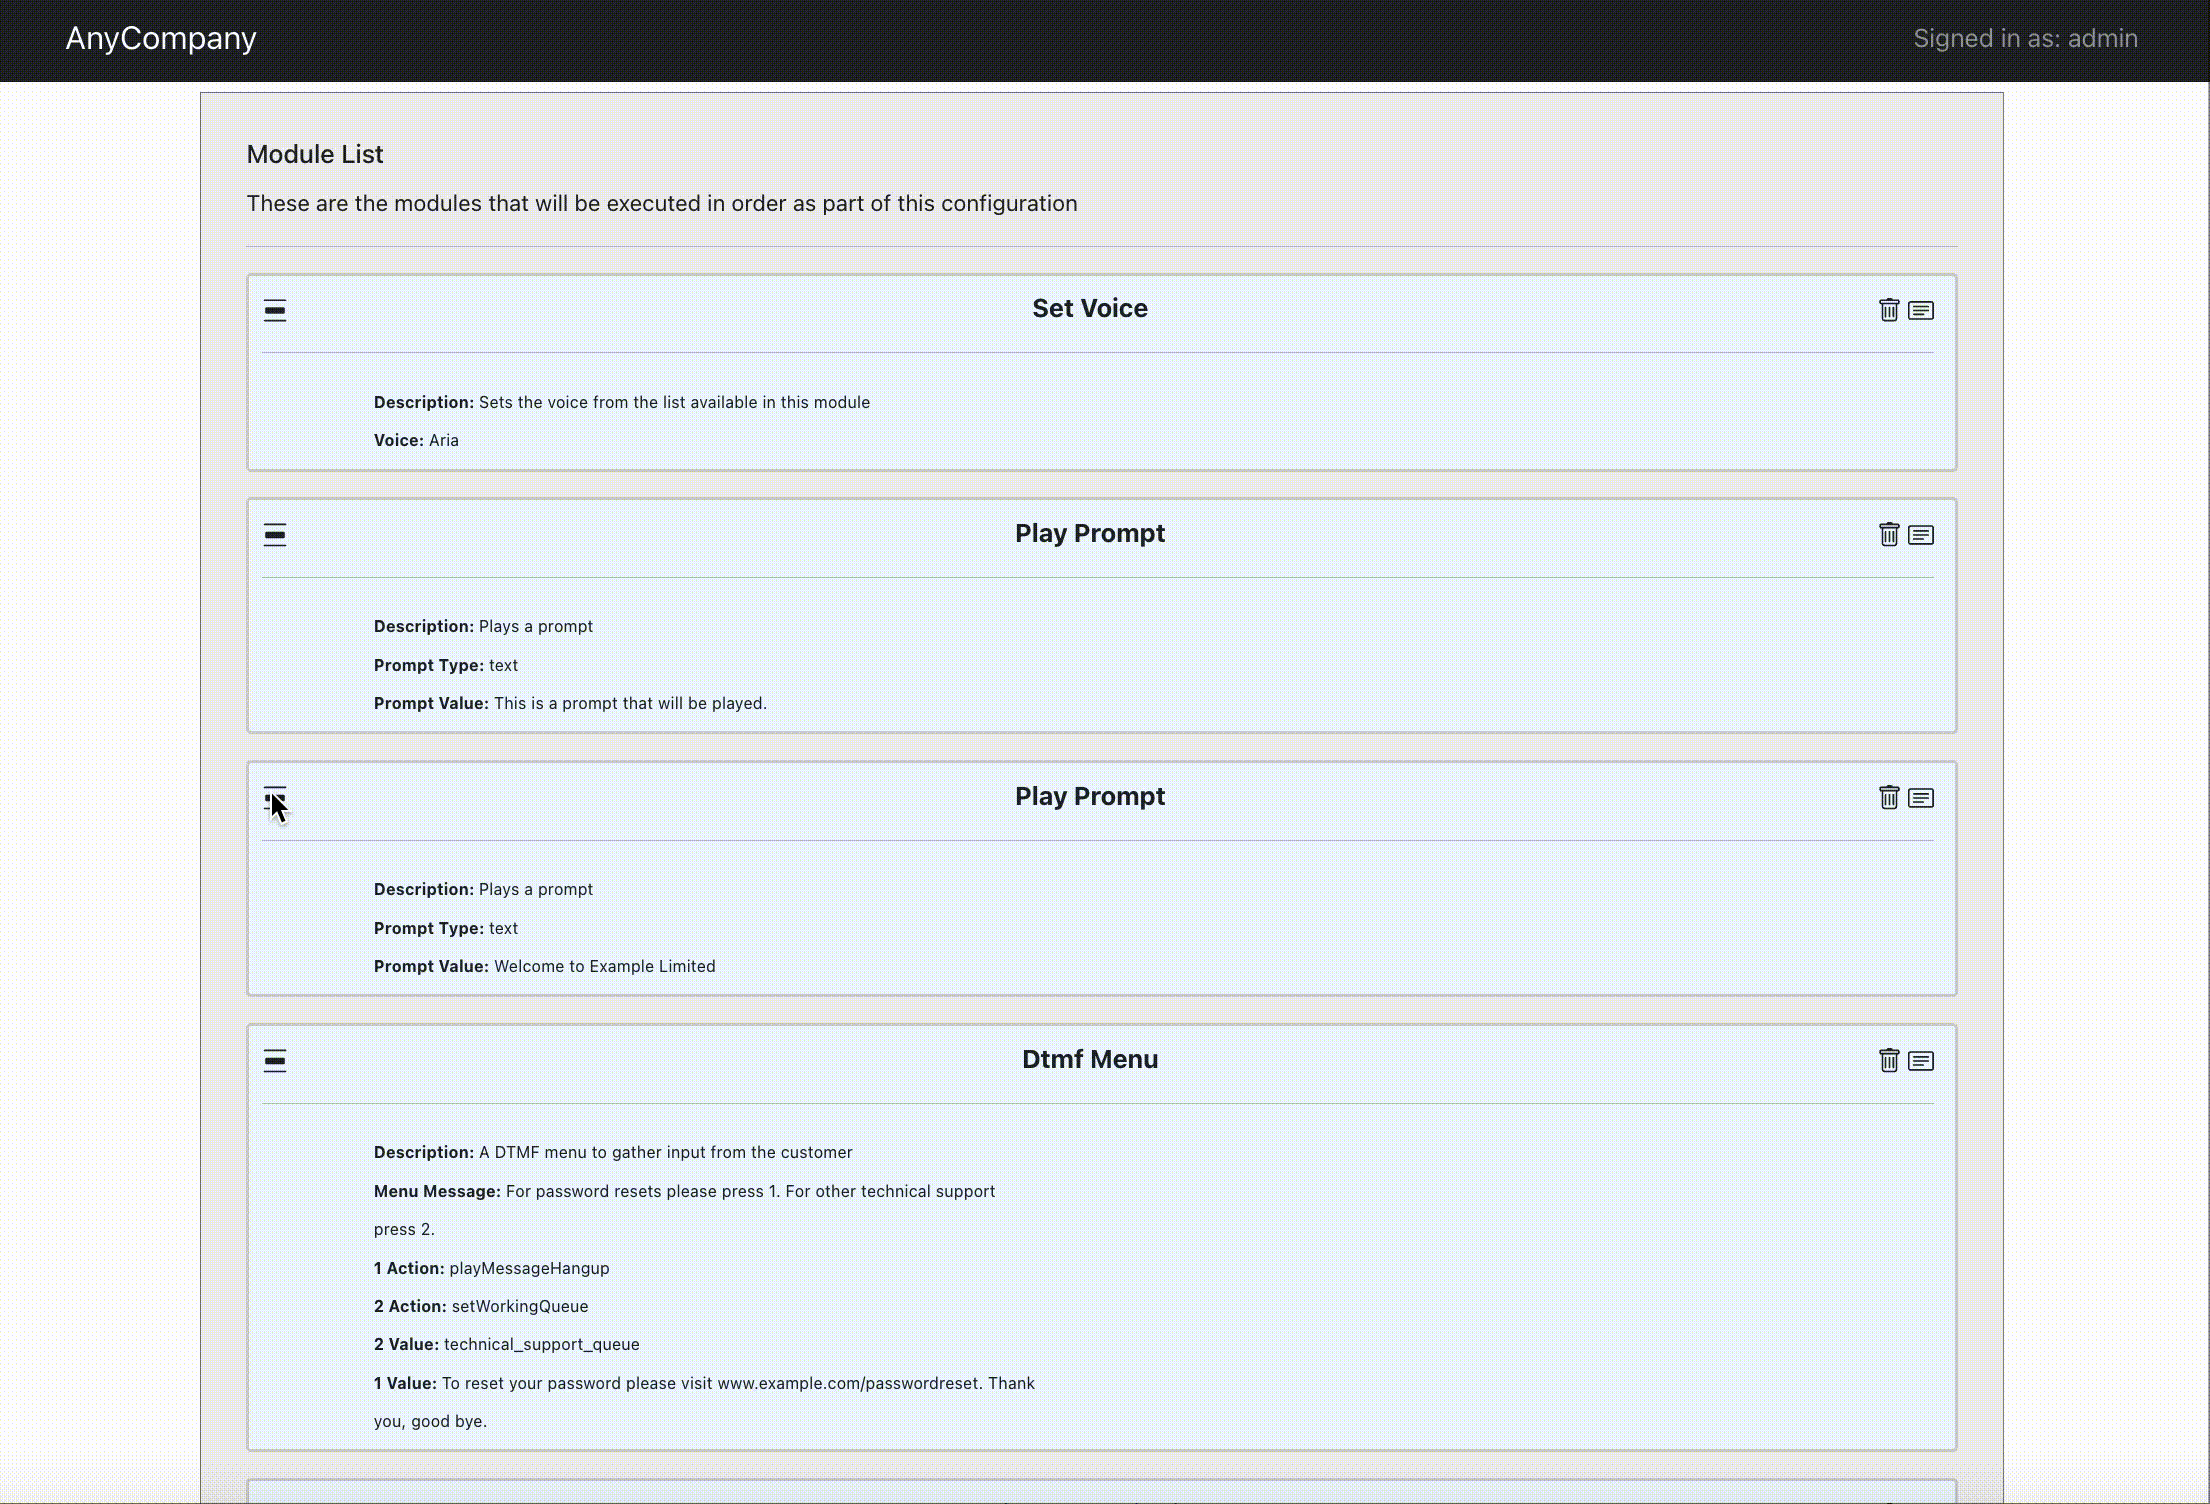 AnyCompany
Signed in as: admin
Module List
These are the modules that will be executed in order as part of this configuration
Set Voice
Description: Sets the voice from the list available in this module
Voice: Aria
Play Prompt
Description: Plays a prompt
Prompt Type: text
Prompt Value: This is a prompt that will be played.
Play Prompt
Description: Plays a prompt
Prompt Type: text
Prompt Value: Welcome to Example Limited
Dtmf Menu
Description: A DTMF menu to gather input from the customer
Menu Message: For password resets please press 1. For other technical support
press 2.
1 Action: playMessageHangup
2 Action: setWorkingQueue
2 Value: technical_support_queue
1 Value: To reset your password please visit www.example.com/passwordreset. Thank
you, good bye.